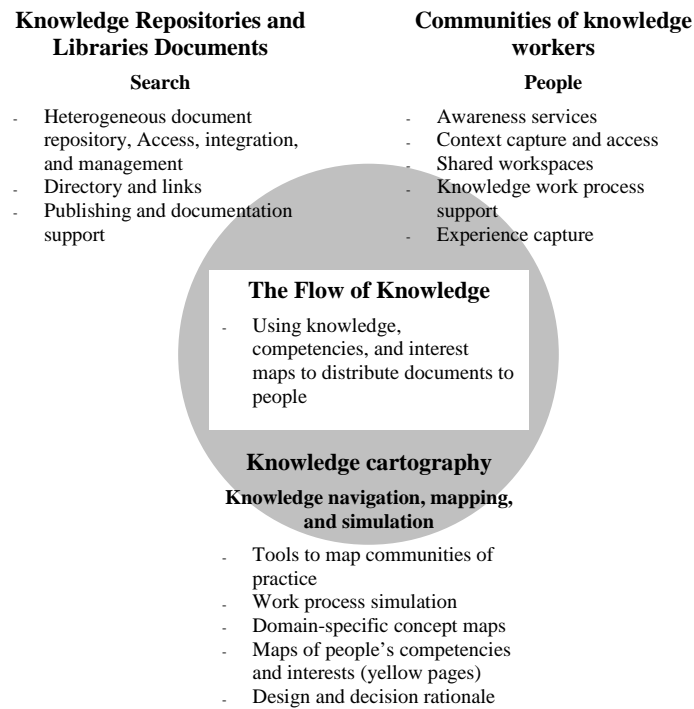 Knowledge Repositories and
Libraries Documents
Search
- Heterogeneous document
repository, Access, integration,
and management
- Directory and links
- Publishing and documentation
support
Communities of knowledge
workers
People
- Awareness services
- Context capture and access
- Shared workspaces
- Knowledge work process
support
- Experience capture
The Flow of Knowledge
- Using knowledge,
competencies, and interest
maps to distribute documents to
people
Knowledge cartography
Knowledge navigation, mapping,
and simulation
- Tools to map communities of
practice
- Work process simulation
- Domain-specific concept maps
- Maps of people’s competencies
and interests (yellow pages)
- Design and decision rationale